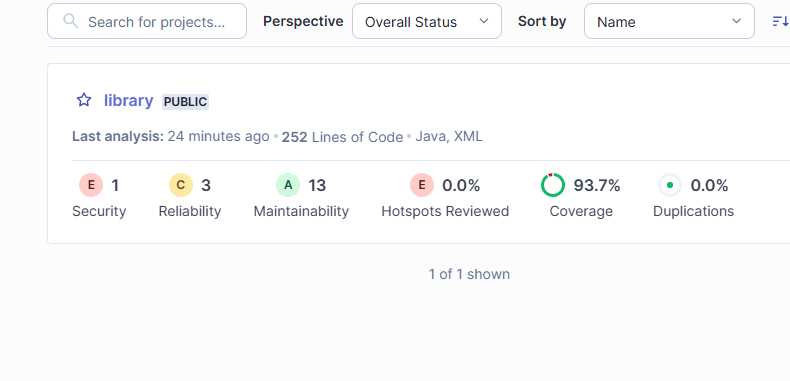 Search for projects... Perspective Overall Status Sort by Name
library PUBLIC
Last analysis: 24 minutes ago • 252 Lines of Code • Java, XML
E 1 C 3 A 13 E 0.0% 93.7% 0.0%
Security Reliability Maintainability Hotspots Reviewed Coverage Duplications
1 of 1 shown